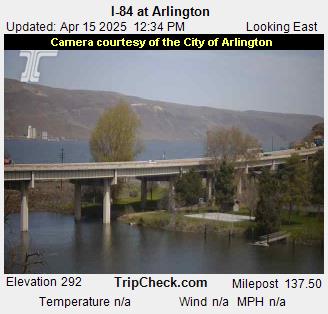 I-84 at Arlington
Updated: Apr 15 2025 12:34 PM Looking East
Camera courtesy of the City of Arlington
Elevation 292 TripCheck.com Milepost 137.50
Temperature n/a Wind n/a MPH n/a